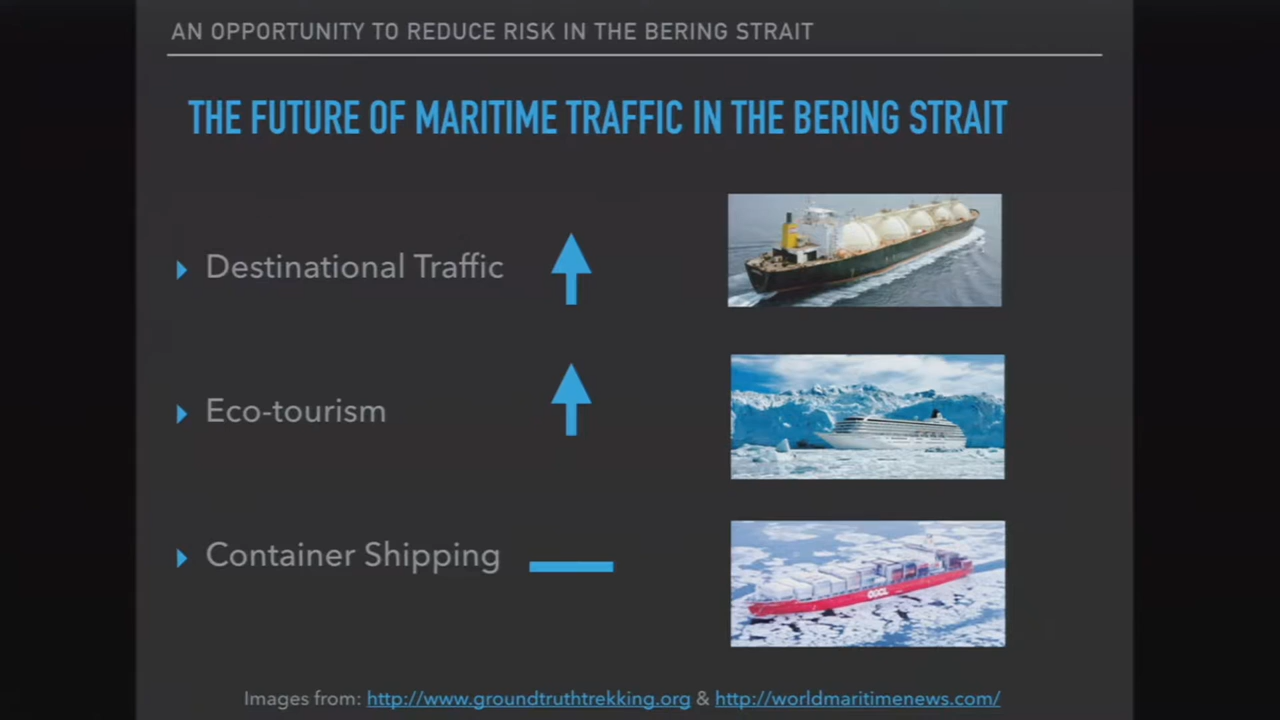 AN OPPORTUNITY TO REDUCE RISK IN THE BERING STRAIT
THE FUTURE OF MARITIME TRAFFIC IN THE BERING STRAIT
Destinational Traffic
Eco-tourism
Container Shipping
OOCL
Images from: http://www.groundtruthtrekking.org & http://worldmaritimenews.com/